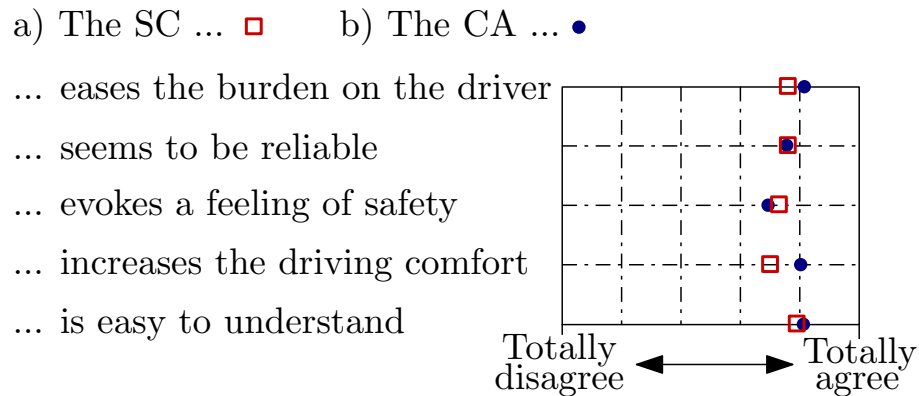 a) The SC ... b) The CA ...
... eases the burden on the driver
... seems to be reliable
... evokes a feeling of safety
... increases the driving comfort
... is easy to understand
Totally disagree
Totally agree